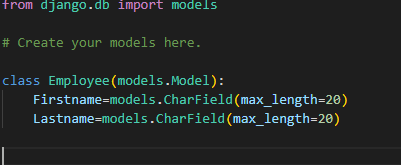 from django.db import models
# Create your models here.
class Employee(models.Model):
    Firstname=models.CharField(max_length=20)
    Lastname=models.CharField(max_length=20)